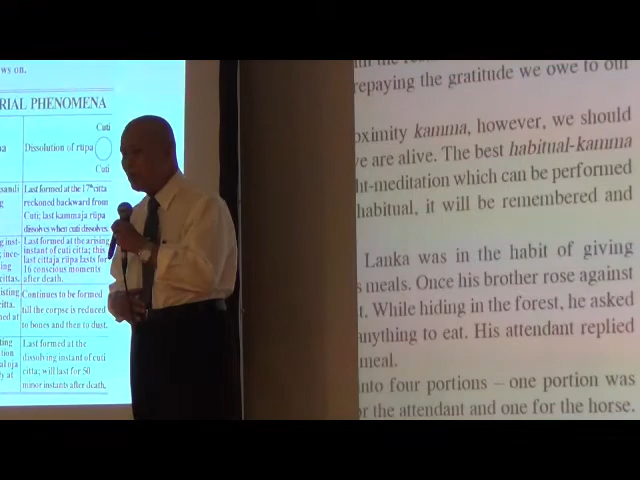 ws on.
RIAL PHENOMENA
Cuti
Dissolution of rūpa
Cuti
Last formed at the 17th citta
reckoned backward from
Cuti; last kammaja rūpa
dissolves when cuti dissolves.
Last formed at the arising
instant of cuti citta; this
last cittaja rūpa lasts for
16 conscious moments
after death.
Continues to be formed
till the corpse is reduced
to bones and then to dust.
Last formed at the
dissolving instant of cuti
citta; will last for 50
minor instants after death.
repaying the gratitude we owe to our
oximity kamma, however, we should
e are alive. The best habitual-kamma
ht-meditation which can be performed
habitual, it will be remembered and
Lanka was in the habit of giving
s meals. Once his brother rose against
t. While hiding in the forest, he asked
anything to eat. His attendant replied
meal.
nto four portions – one portion was
or the attendant and one for the horse.